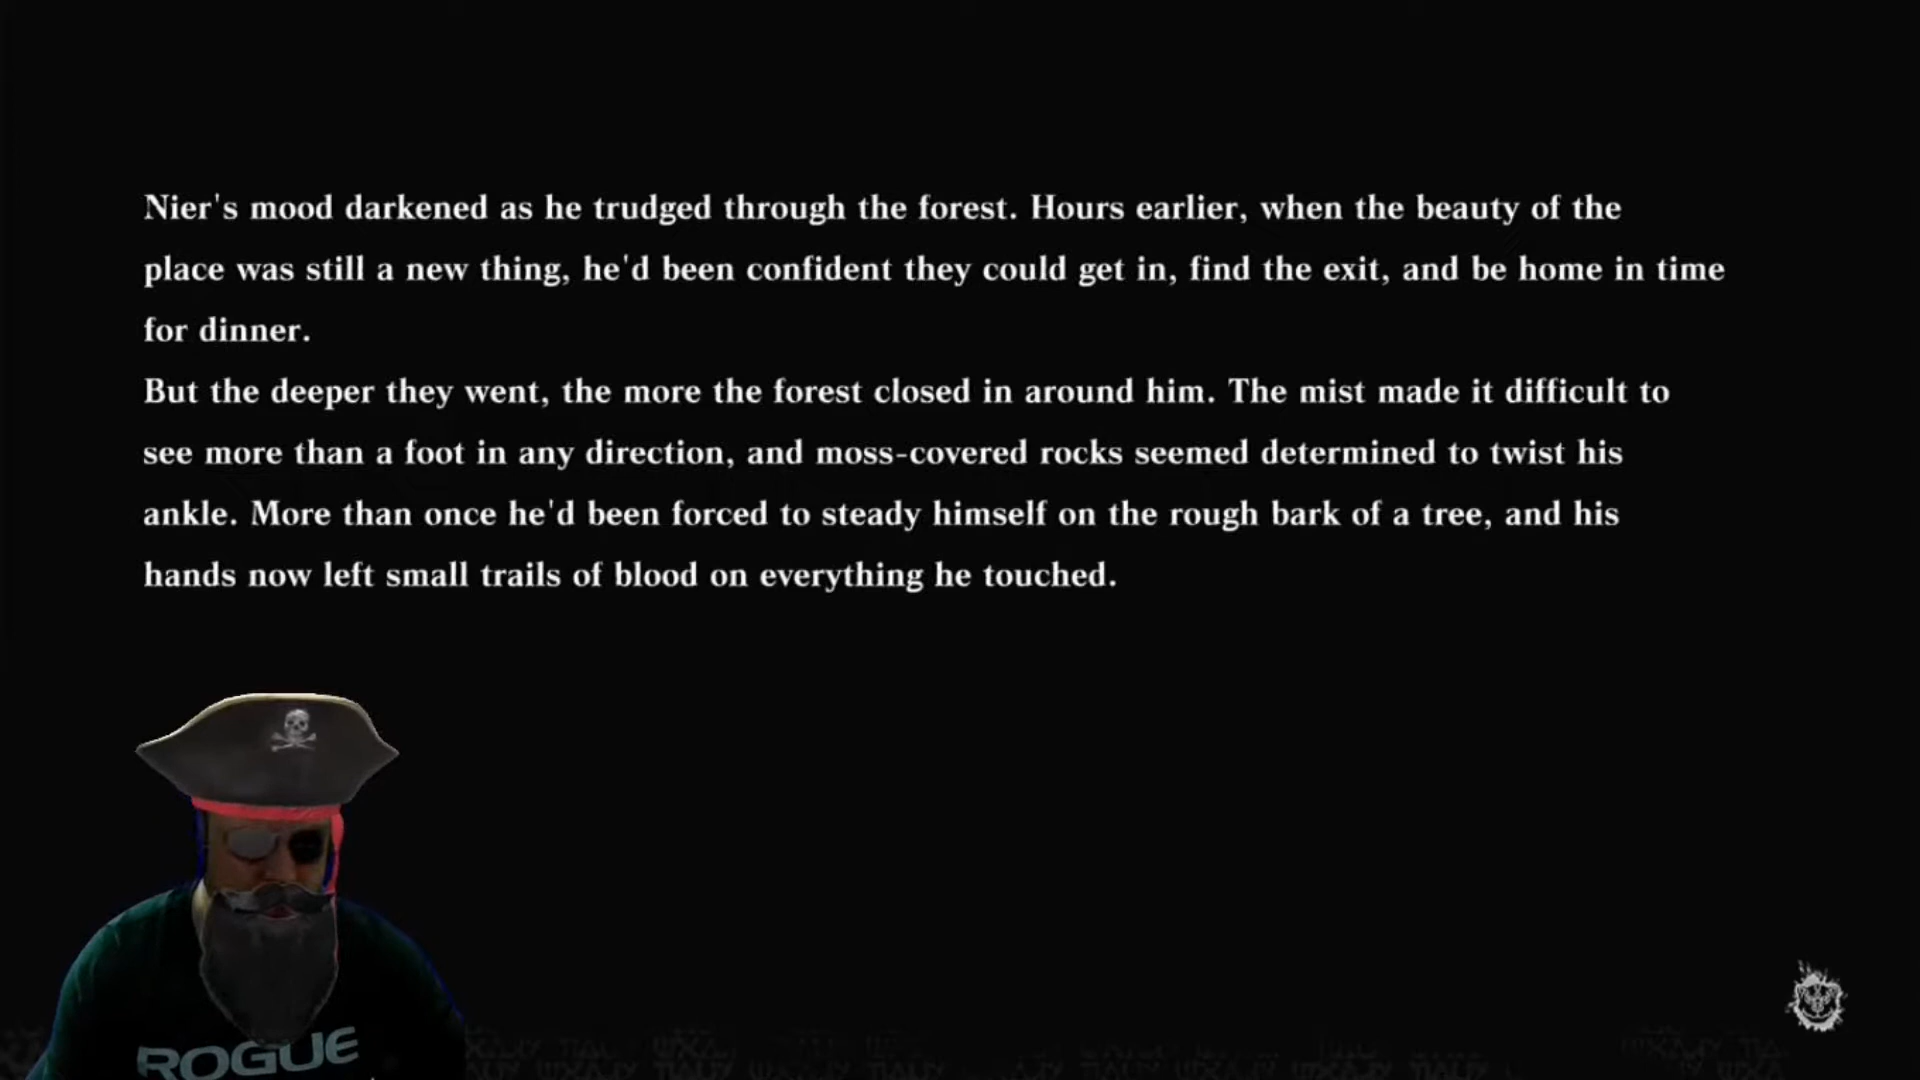 Nier's mood darkened as he trudged through the forest. Hours earlier, when the beauty of the
place was still a new thing, he'd been confident they could get in, find the exit, and be home in time
for dinner.
But the deeper they went, the more the forest closed in around him. The mist made it difficult to
see more than a foot in any direction, and moss-covered rocks seemed determined to twist his
ankle. More than once he'd been forced to steady himself on the rough bark of a tree, and his
hands now left small trails of blood on everything he touched.
ROGUE